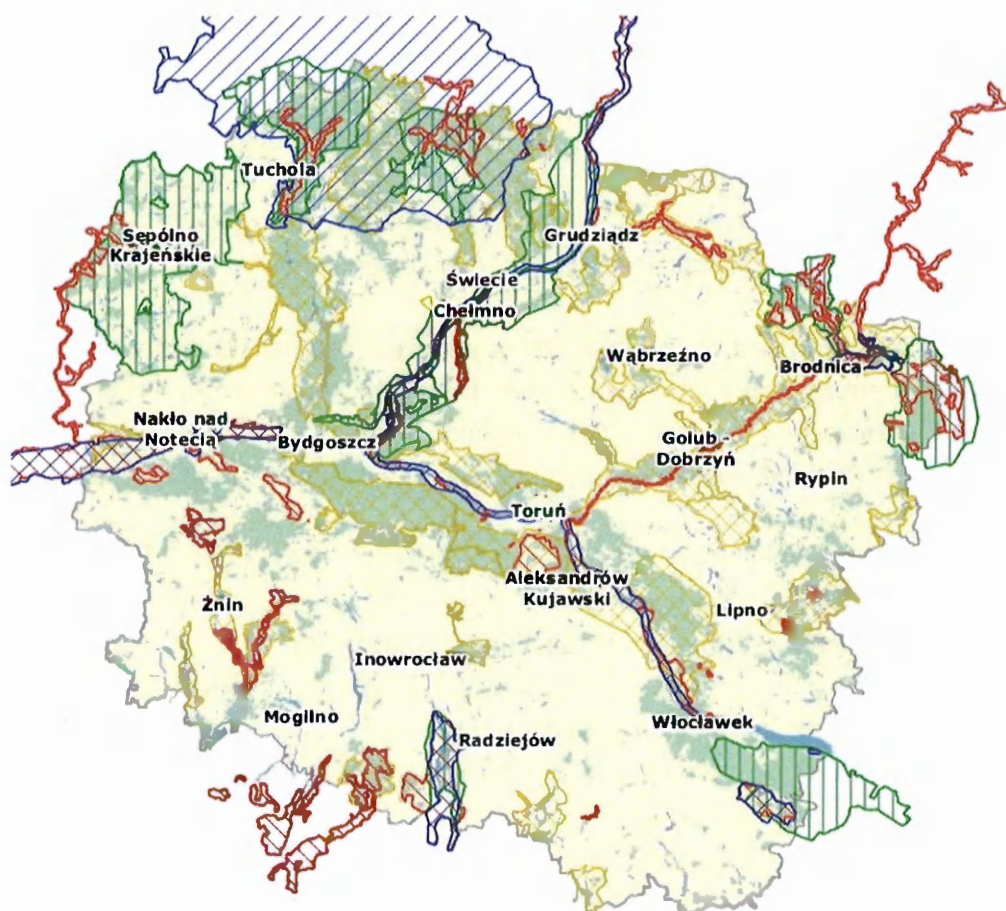 Tuchola
Sępólno
Krajeńskie
Grudziądz
Świecie
Chełmno
Wąbrzeźno
Brodnica
Nakło nad
Notecią
Bydgoszcz
Golub -
Dobrzyń
Rypin
Toruń
Aleksandrów
Kujawski
Żnin
Lipno
Inowrocław
Mogilno
Włocławek
Radziejów